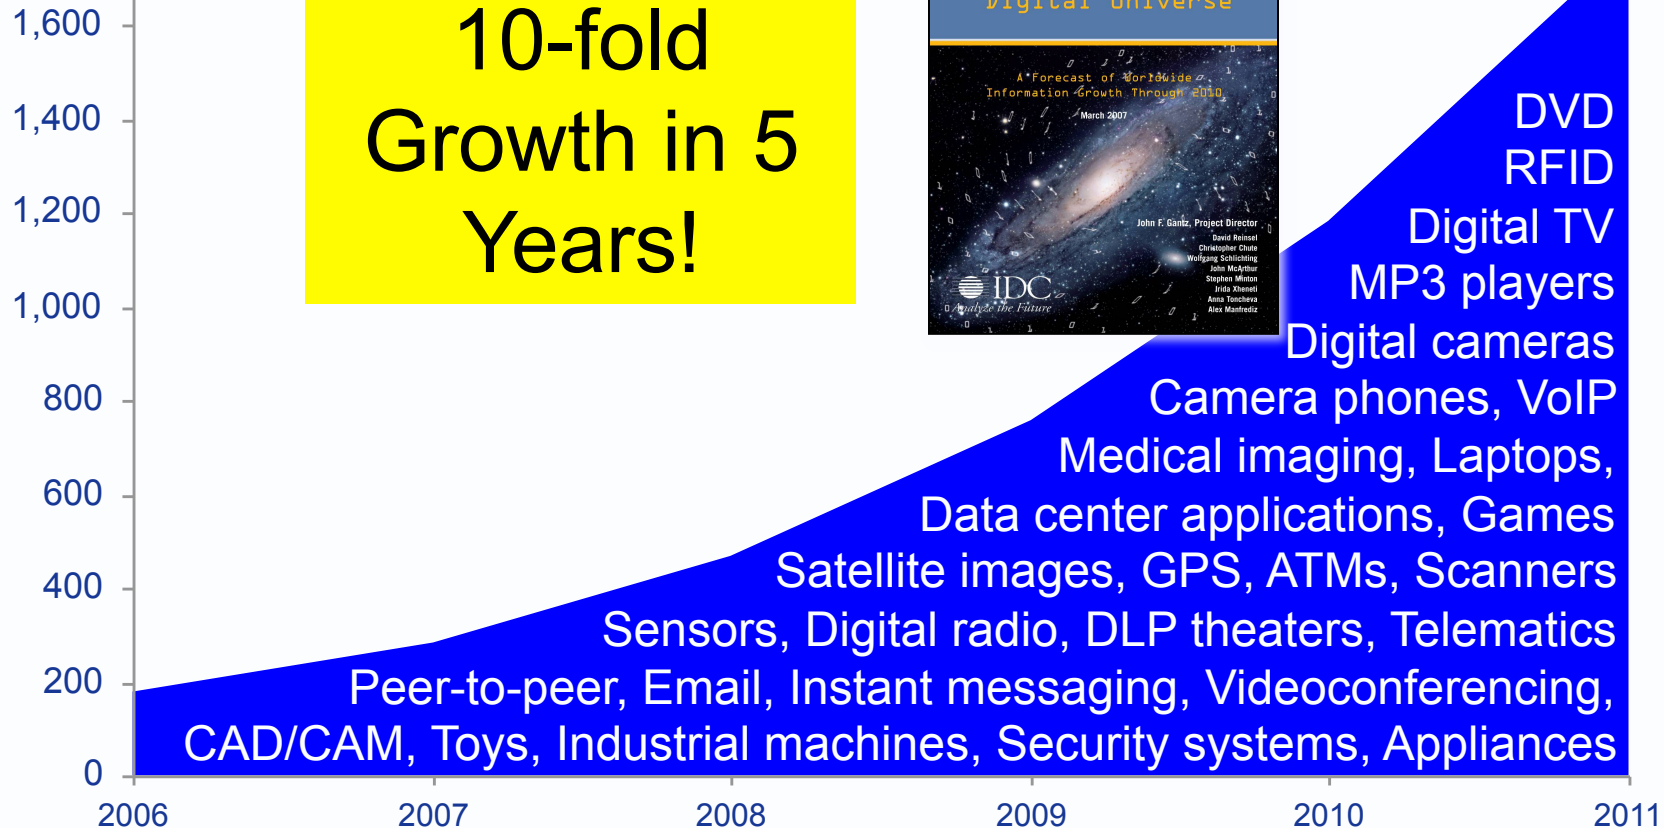 1,600
1,400
1,200
1,000
800
600
400
200
0
10-fold
Growth in 5
Years!
Digital Universe
A Forecast of Worldwide
Information Growth Through 2010
March 2007
John F. Gantz, Project Director
David Reinsel
Christopher Chute
Wolfgang Schlichting
John McArthur
Stephen Minton
Irida Xheneti
Anna Toncheva
Alex Manfrediz
IDC
Analyze the Future
DVD
RFID
Digital TV
MP3 players
Digital cameras
Camera phones, VoIP
Medical imaging, Laptops,
Data center applications, Games
Satellite images, GPS, ATMs, Scanners
Sensors, Digital radio, DLP theaters, Telematics
Peer-to-peer, Email, Instant messaging, Videoconferencing,
CAD/CAM, Toys, Industrial machines, Security systems, Appliances
2006 2007 2008 2009 2010 2011